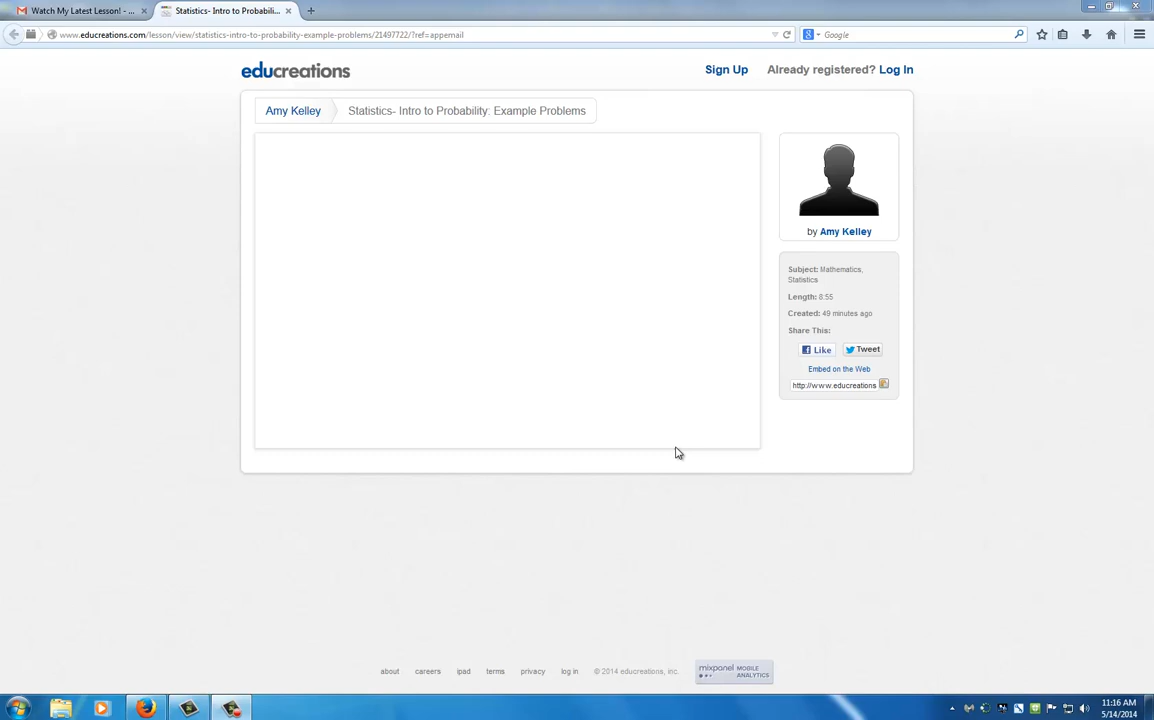 Watch My Latest Lesson! - ...
Statistics- Intro to Probabili...
www.educreations.com/lesson/view/statistics-intro-to-probability-example-problems/21497722/?ref=appemail
Google
educreations
Sign Up
Already registered? Log In
Amy Kelley
Statistics- Intro to Probability: Example Problems
by Amy Kelley
Subject: Mathematics,
Statistics
Length: 8:55
Created: 49 minutes ago
Share This:
Like
Tweet
Embed on the Web
http://www.educreations
about
careers
ipad
terms
privacy
log in
© 2014 educreations, inc.
mixpanel MOBILE
ANALYTICS
11:16 AM
5/14/2014